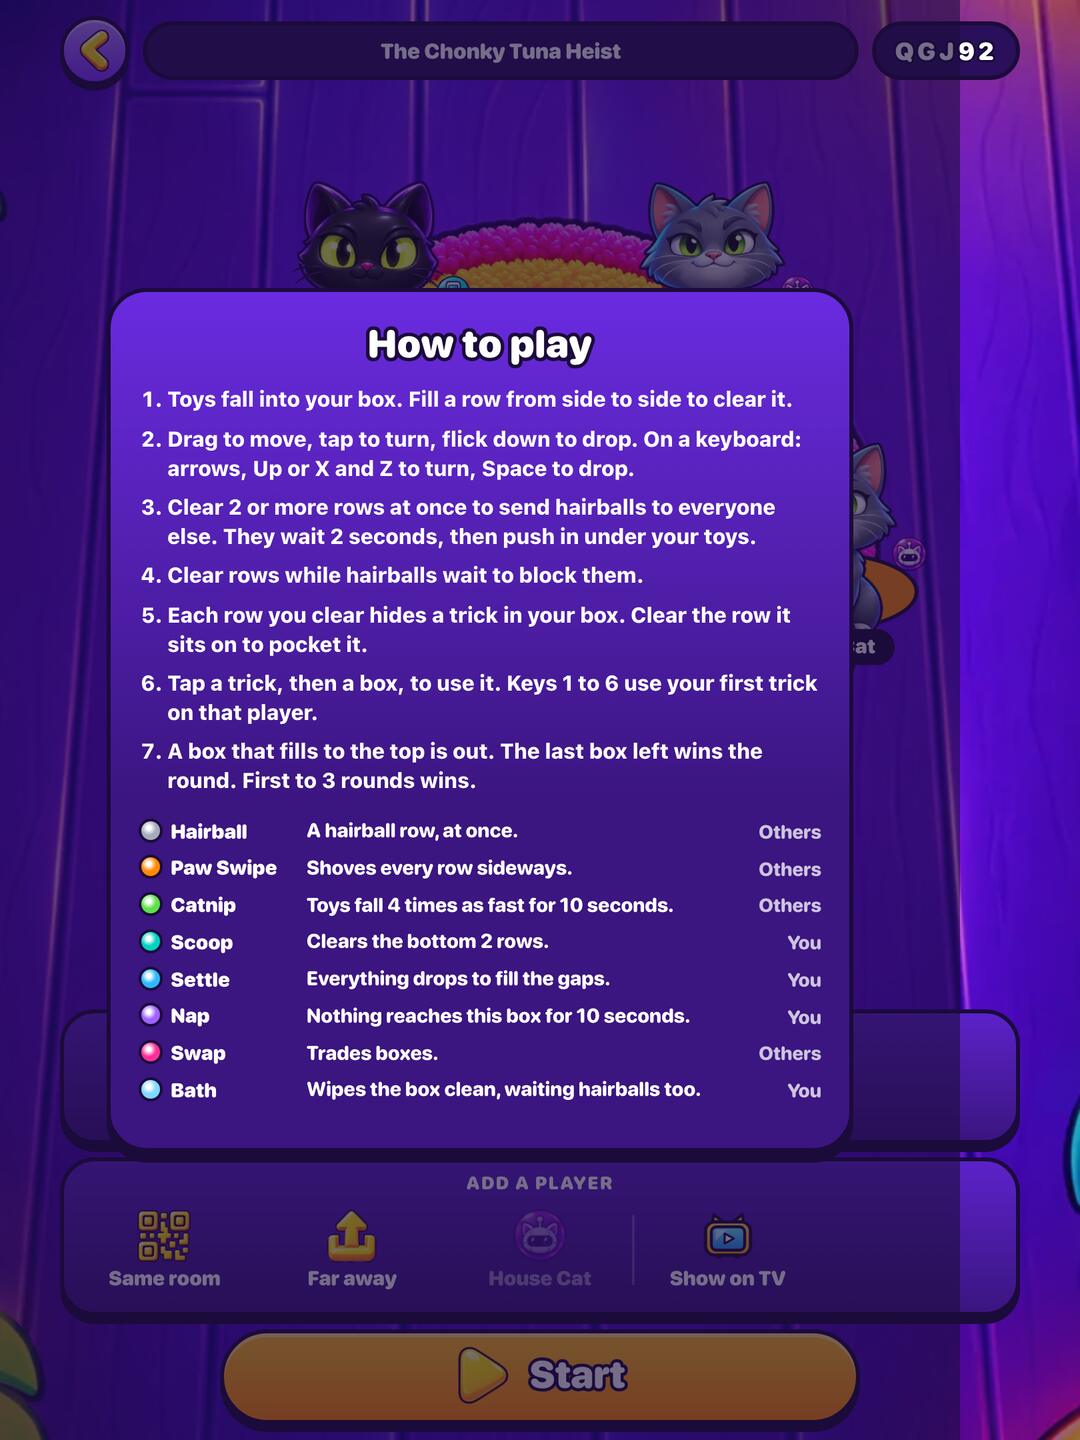 The Chonky Tuna Heist
QGJ92
How to play
1. Toys fall into your box. Fill a row from side to side to clear it.
2. Drag to move, tap to turn, flick down to drop. On a keyboard:
arrows, Up or X and Z to turn, Space to drop.
3. Clear 2 or more rows at once to send hairballs to everyone
else. They wait 2 seconds, then push in under your toys.
4. Clear rows while hairballs wait to block them.
5. Each row you clear hides a trick in your box. Clear the row it
sits on to pocket it.
6. Tap a trick, then a box, to use it. Keys 1 to 6 use your first trick
on that player.
7. A box that fills to the top is out. The last box left wins the
round. First to 3 rounds wins.
Hairball A hairball row, at once. Others
Paw Swipe Shoves every row sideways. Others
Catnip Toys fall 4 times as fast for 10 seconds. Others
Scoop Clears the bottom 2 rows. You
Settle Everything drops to fill the gaps. You
Nap Nothing reaches this box for 10 seconds. You
Swap Trades boxes. Others
Bath Wipes the box clean, waiting hairballs too. You
ADD A PLAYER
Same room Far away House Cat Show on TV
Start